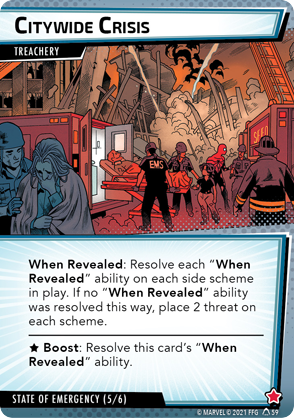 Citywide Crisis
TREACHERY
EMS
When Revealed: Resolve each “When
Revealed” ability on each side scheme
in play. If no “When Revealed” ability
was resolved this way, place 2 threat on
each scheme.
★ Boost: Resolve this card’s “When
Revealed” ability.
STATE OF EMERGENCY (5/6)
© MARVEL © 2021 FFG 59